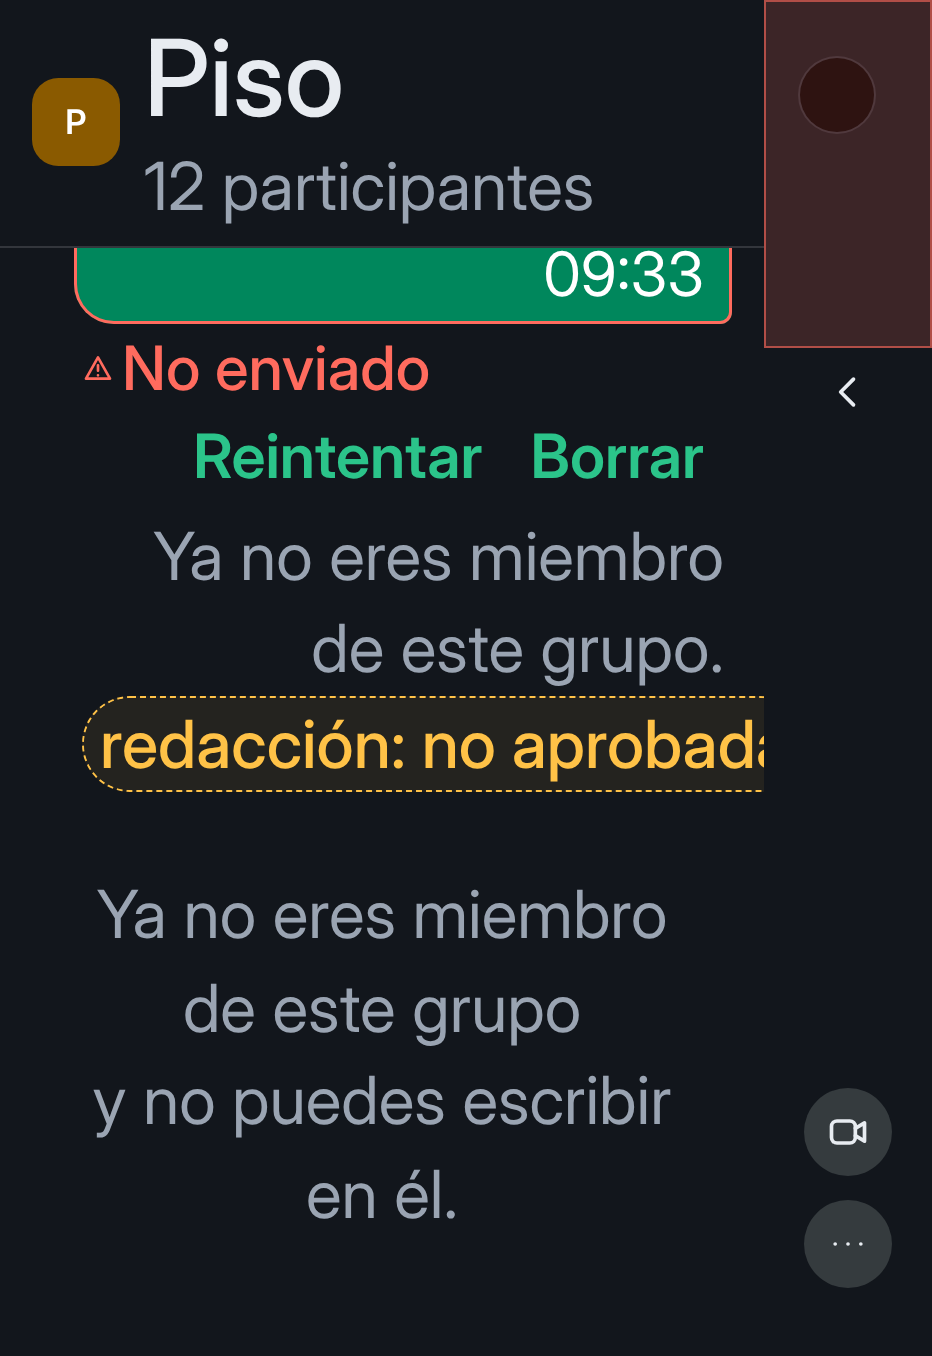 P
Piso
12 participantes
09:33
No enviado
Reintentar Borrar
Ya no eres miembro
de este grupo.
redacción: no aprobada
Ya no eres miembro
de este grupo
y no puedes escribir
en él.